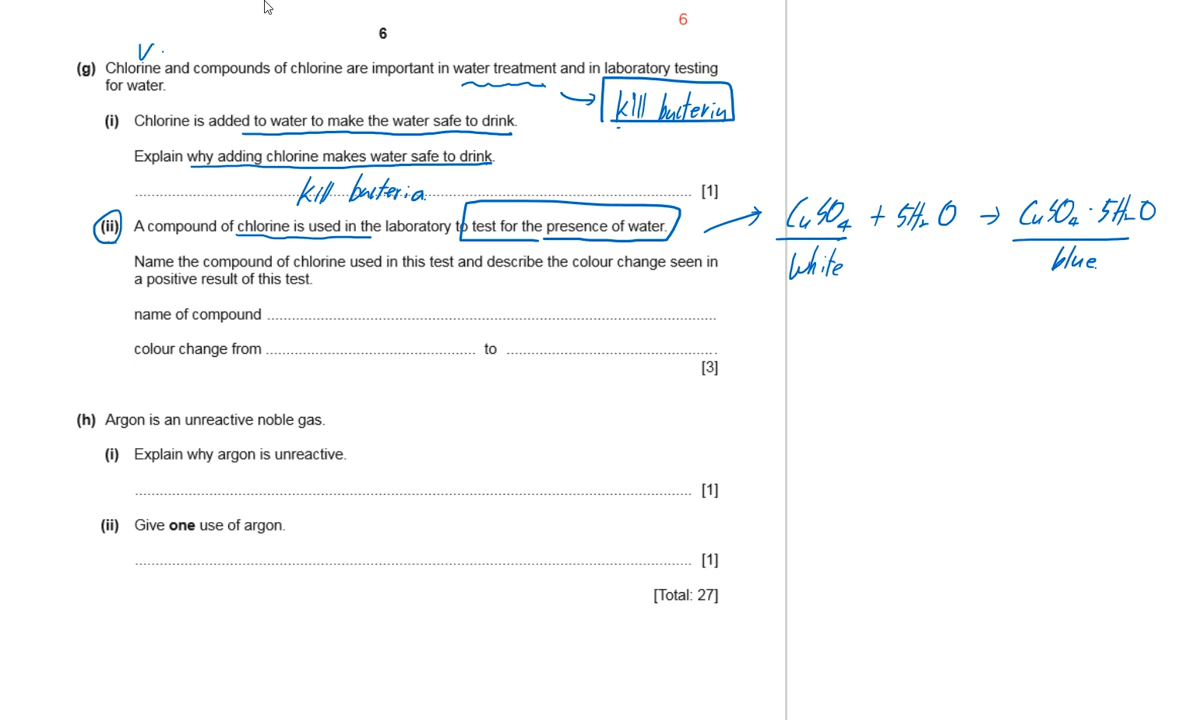 6
6
V
(g) Chlorine and compounds of chlorine are important in water treatment and in laboratory testing
for water.
kill bacteria
(i) Chlorine is added to water to make the water safe to drink.
Explain why adding chlorine makes water safe to drink.
kill bacteria [1]
(ii) A compound of chlorine is used in the laboratory to test for the presence of water.
CuSO₄ + 5H₂O → CuSO₄·5H₂O
white blue
Name the compound of chlorine used in this test and describe the colour change seen in
a positive result of this test.
name of compound
colour change from to
[3]
(h) Argon is an unreactive noble gas.
(i) Explain why argon is unreactive.
[1]
(ii) Give one use of argon.
[1]
[Total: 27]